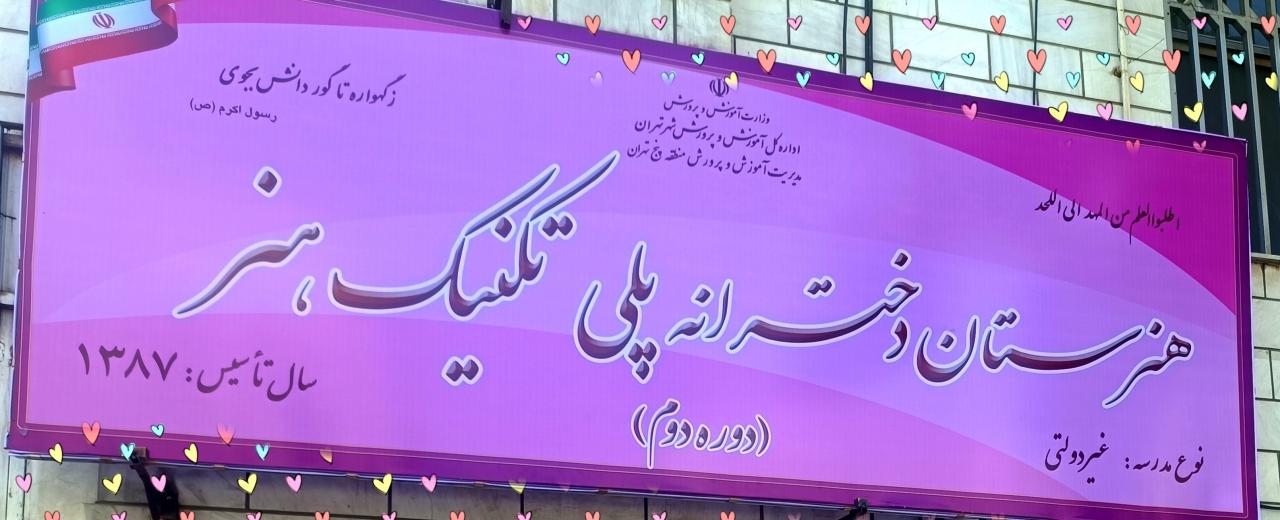 وزارت آموزش و پرورش
اداره کل آموزش و پرورش شهر تهران
مدیریت آموزش و پرورش منطقه پنج تهران
اطلبوا العلم من المهد الی اللحد
ز گهواره تا گور دانش بجوی
رسول اکرم (ص)
هنرستان دخترانه پلی تکنیک هنر
(دوره دوم)
نوع مدرسه: غیردولتی
سال تأسیس: ۱۳۸۷